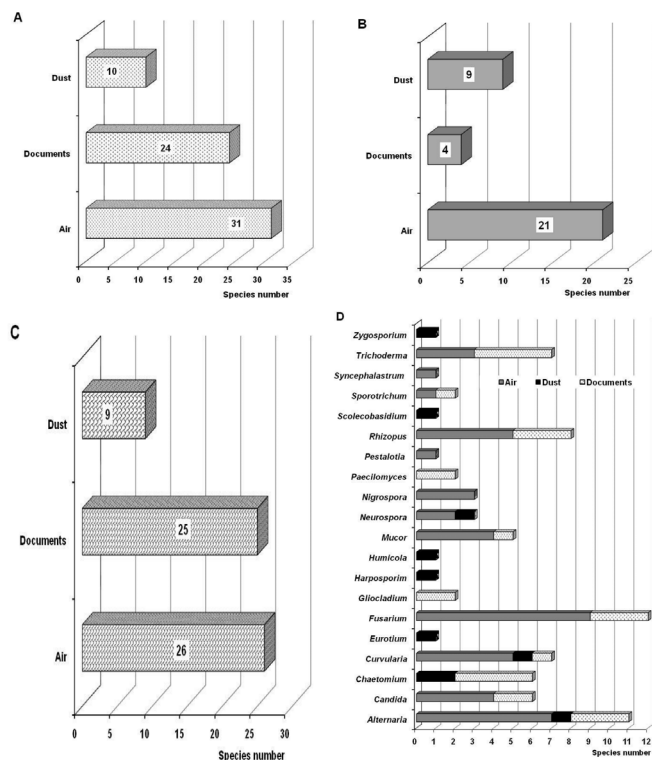 A
Dust
10
Documents
24
Air
31
0 5 10 15 20 25 30 35
Species number
B
Dust
9
Documents
4
Air
21
0 5 10 15 20 25
Species number
C
Dust
9
Documents
25
Air
26
0 5 10 15 20 25 30
Species number
D
Zygosporium
Trichoderma
Syncephalastrum
Air Dust Documents
Sporotrichum
Scolecobasidium
Rhizopus
Pestalotia
Paecilomyces
Nigrospora
Neurospora
Mucor
Humicola
Harposporim
Gliocladium
Fusarium
Eurotium
Curvularia
Chaetomium
Candida
Alternaria
0 1 2 3 4 5 6 7 8 9 10 11 12
Species number